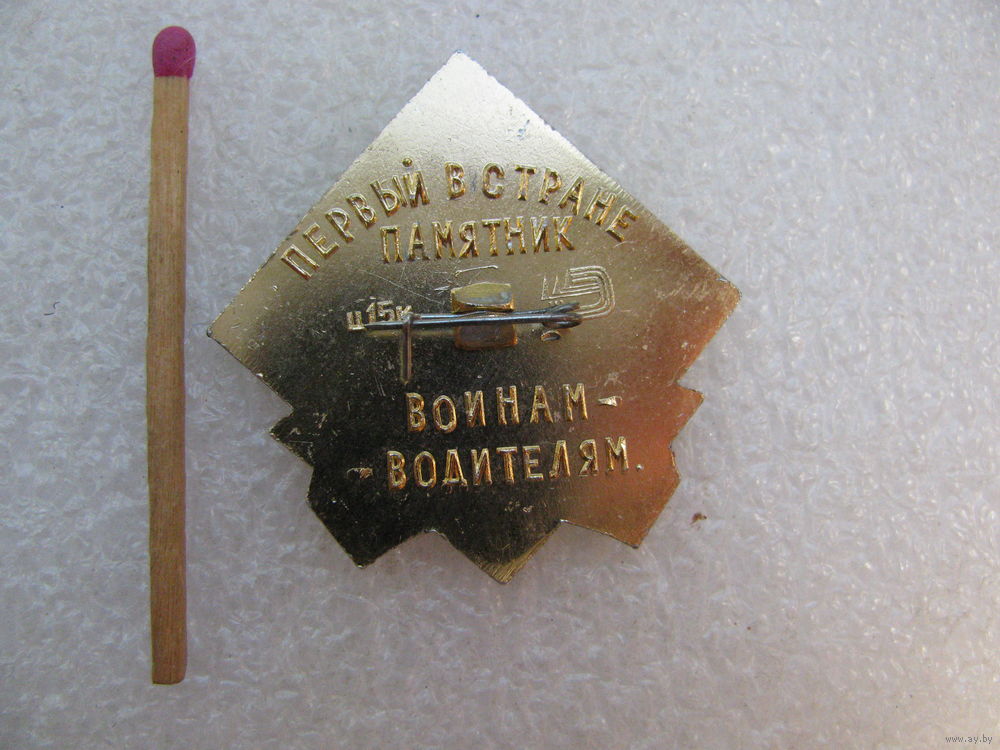 ПЕРВЫЙ В СТРАНЕ
ПАМЯТНИК
Ц 15к
ВОИНАМ-
-ВОДИТЕЛЯМ.
www.ay.by